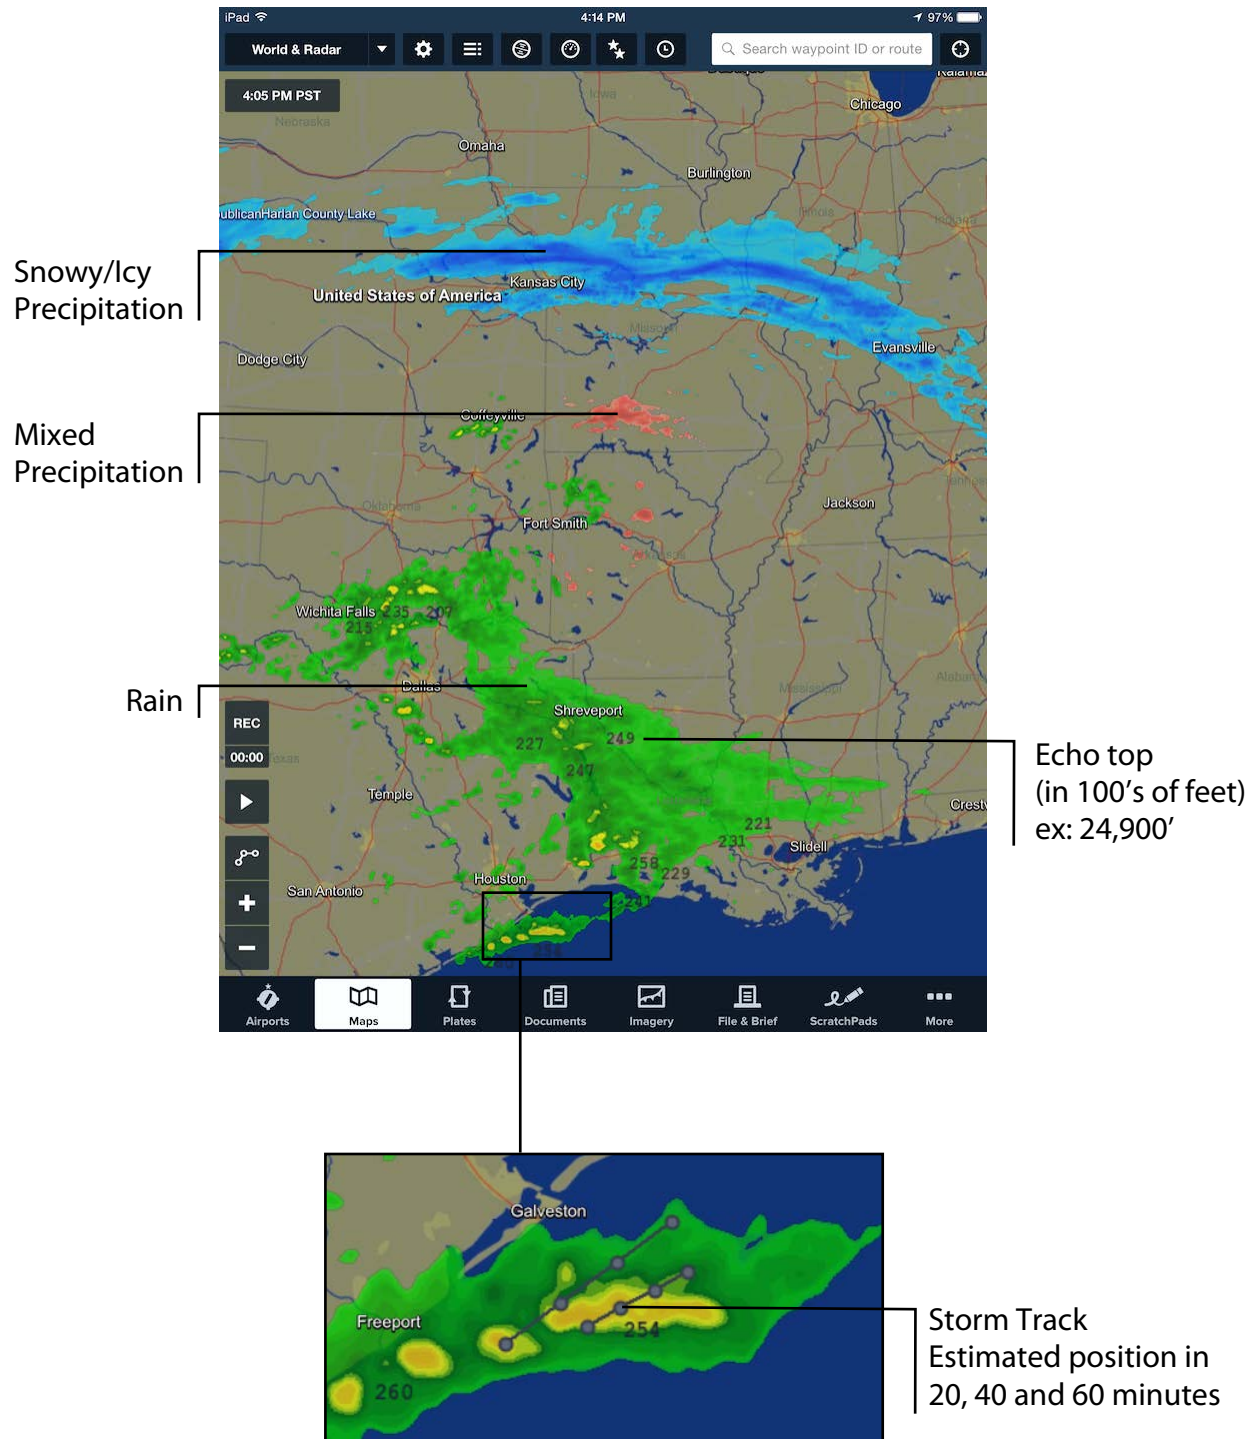 iPad
4:14 PM
97%
World & Radar
Search waypoint ID or route
4:05 PM PST
Iowa
Chicago
Nebraska
Omaha
Burlington
Illinois
Harlan County Lake
Indiana
Snowy/Icy
Precipitation
Kansas City
United States of America
Missouri
Evansville
Dodge City
Coffeyville
Mixed
Precipitation
Oklahoma
Jackson
Fort Smith
Arkansas
Wichita Falls
235
207
215
Dallas
Rain
Mississippi
Alabama
Shreveport
REC
227
249
00:00
Texas
247
Echo top
(in 100’s of feet)
ex: 24,900’
Temple
221
231
Slidell
258
229
Houston
San Antonio
241
254
Airports
Maps
Plates
Documents
Imagery
File & Brief
ScratchPads
More
Galveston
Freeport
254
260
Storm Track
Estimated position in
20, 40 and 60 minutes